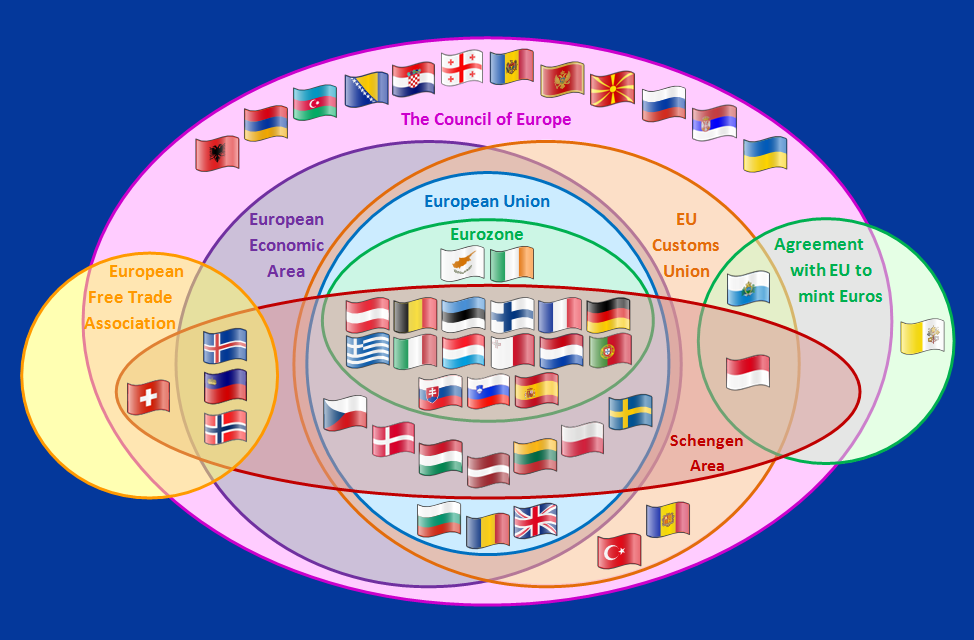 The Council of Europe
European Union
Eurozone
European
Economic
Area
EU
Customs
Union
Agreement
with EU to
mint Euros
European
Free Trade
Association
Schengen
Area